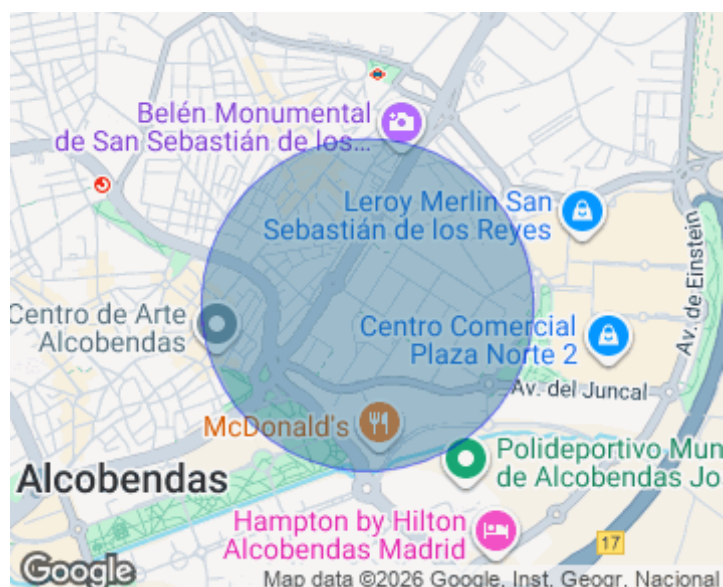 Belén Monumental
de San Sebastián de los...
Leroy Merlin San
Sebastián de los Reyes
Centro de Arte
Alcobendas
Centro Comercial
Plaza Norte 2
Av. de Einstein
Av. del Juncal
McDonald's
Polideportivo Mun
de Alcobendas Jo
Alcobendas
Hampton by Hilton
Alcobendas Madrid
17
Google
Map data ©2026 Google, Inst. Geogr. Nacional